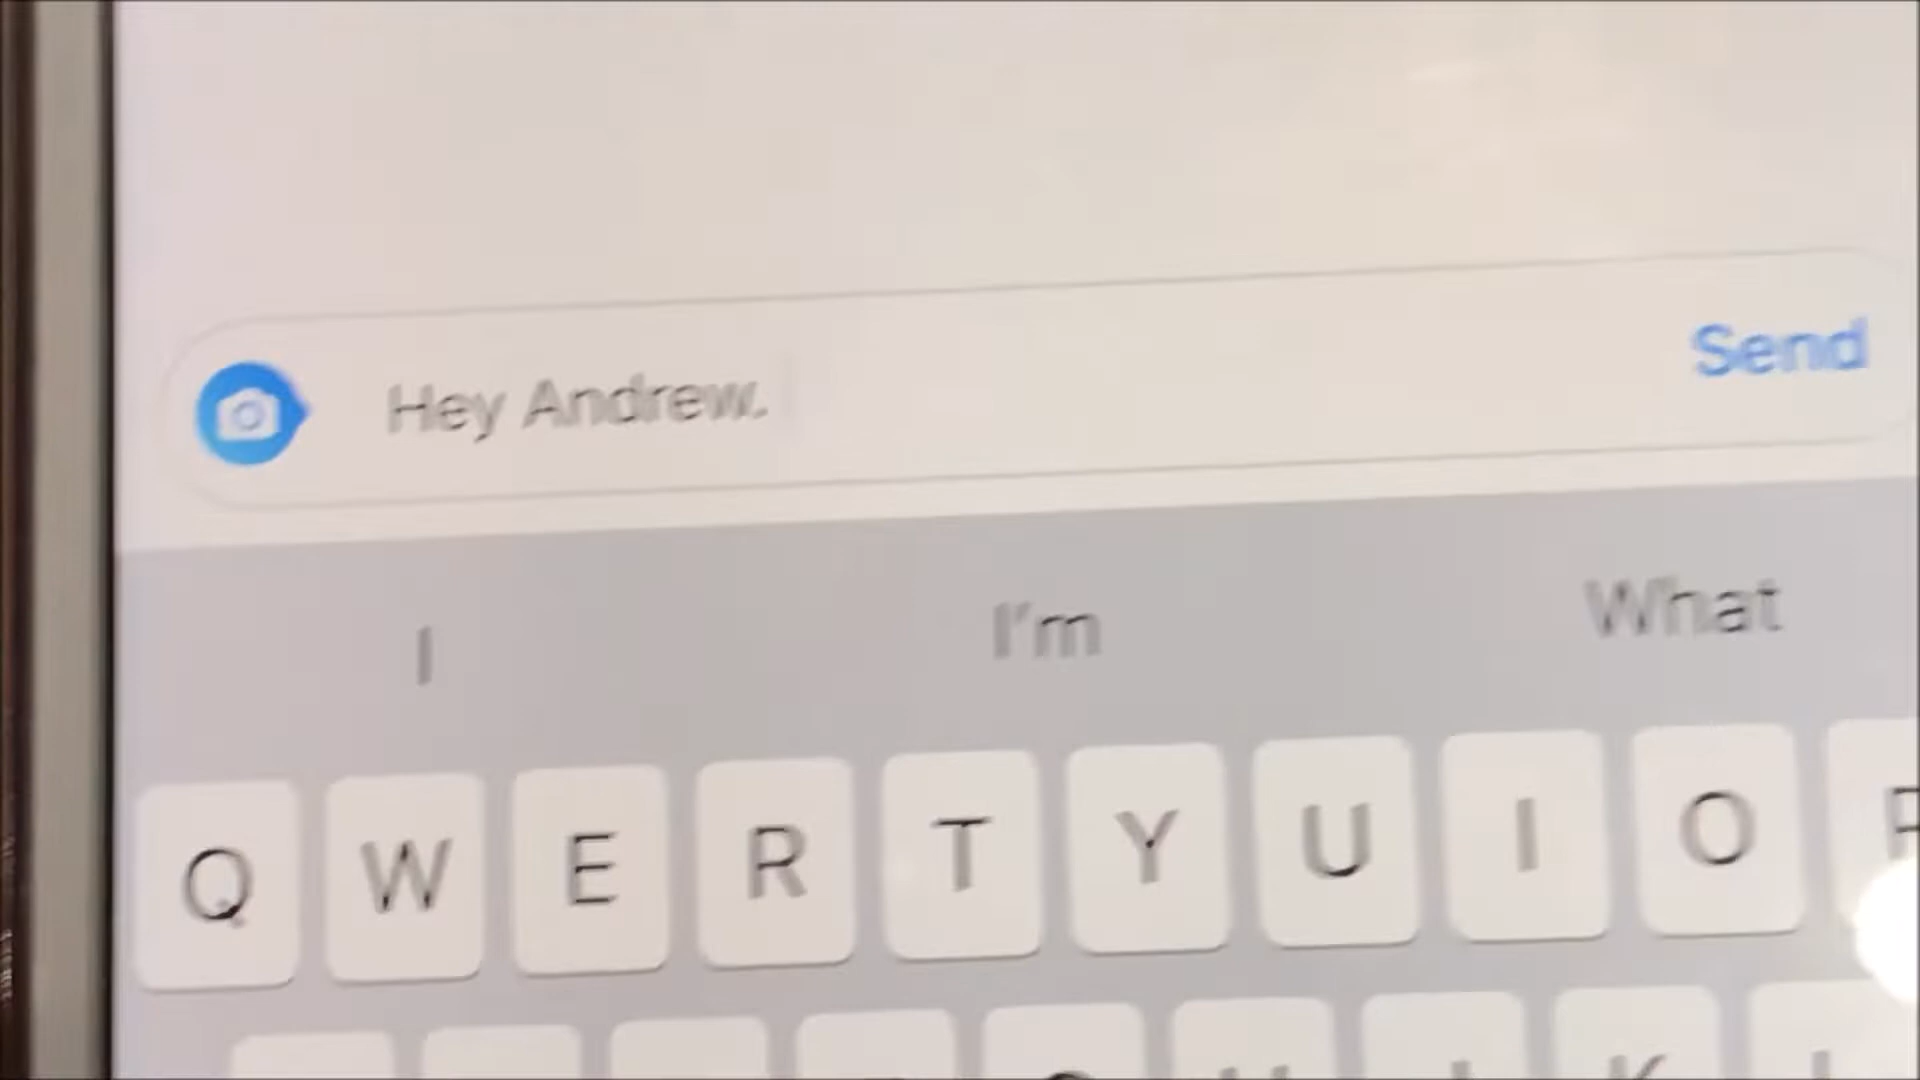 Hey Andrew.
Send
I
I'm
What
Q W E R T Y U I O P
K